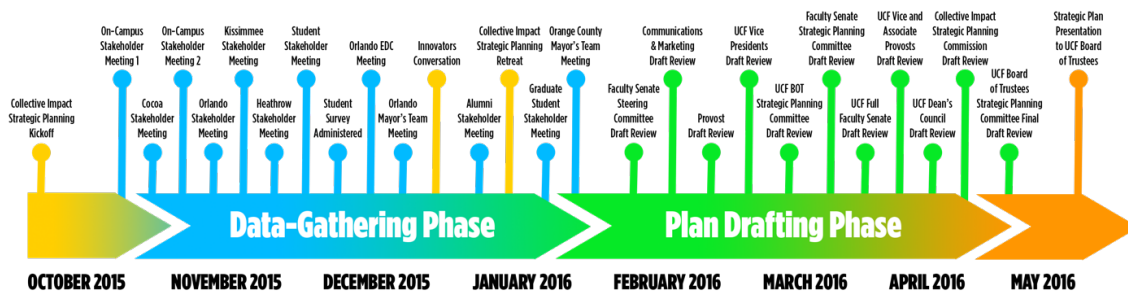 Collective Impact
Strategic Planning
Kickoff
On-Campus
Stakeholder
Meeting 1
Cocoa
Stakeholder
Meeting
On-Campus
Stakeholder
Meeting 2
Orlando
Stakeholder
Meeting
Kissimmee
Stakeholder
Meeting
Heathrow
Stakeholder
Meeting
Student
Stakeholder
Meeting
Student
Survey
Administered
Orlando EDC
Meeting
Orlando
Mayor's Team
Meeting
Innovators
Conversation
Alumni
Stakeholder
Meeting
Collective Impact
Strategic Planning
Retreat
Graduate
Student
Stakeholder
Meeting
Orange County
Mayor's Team
Meeting
Faculty Senate
Steering
Committee
Draft Review
Communications
& Marketing
Draft Review
Provost
Draft Review
UCF Vice
Presidents
Draft Review
UCF BOT
Strategic Planning
Committee
Draft Review
Faculty Senate
Strategic Planning
Committee
Draft Review
UCF Full
Faculty Senate
Draft Review
UCF Vice and
Associate
Provosts
Draft Review
UCF Dean's
Council
Draft Review
Collective Impact
Strategic Planning
Commission
Draft Review
UCF Board
of Trustees
Strategic Planning
Committee Final
Draft Review
Strategic Plan
Presentation
to UCF Board
of Trustees
Data-Gathering Phase
Plan Drafting Phase
OCTOBER 2015
NOVEMBER 2015
DECEMBER 2015
JANUARY 2016
FEBRUARY 2016
MARCH 2016
APRIL 2016
MAY 2016